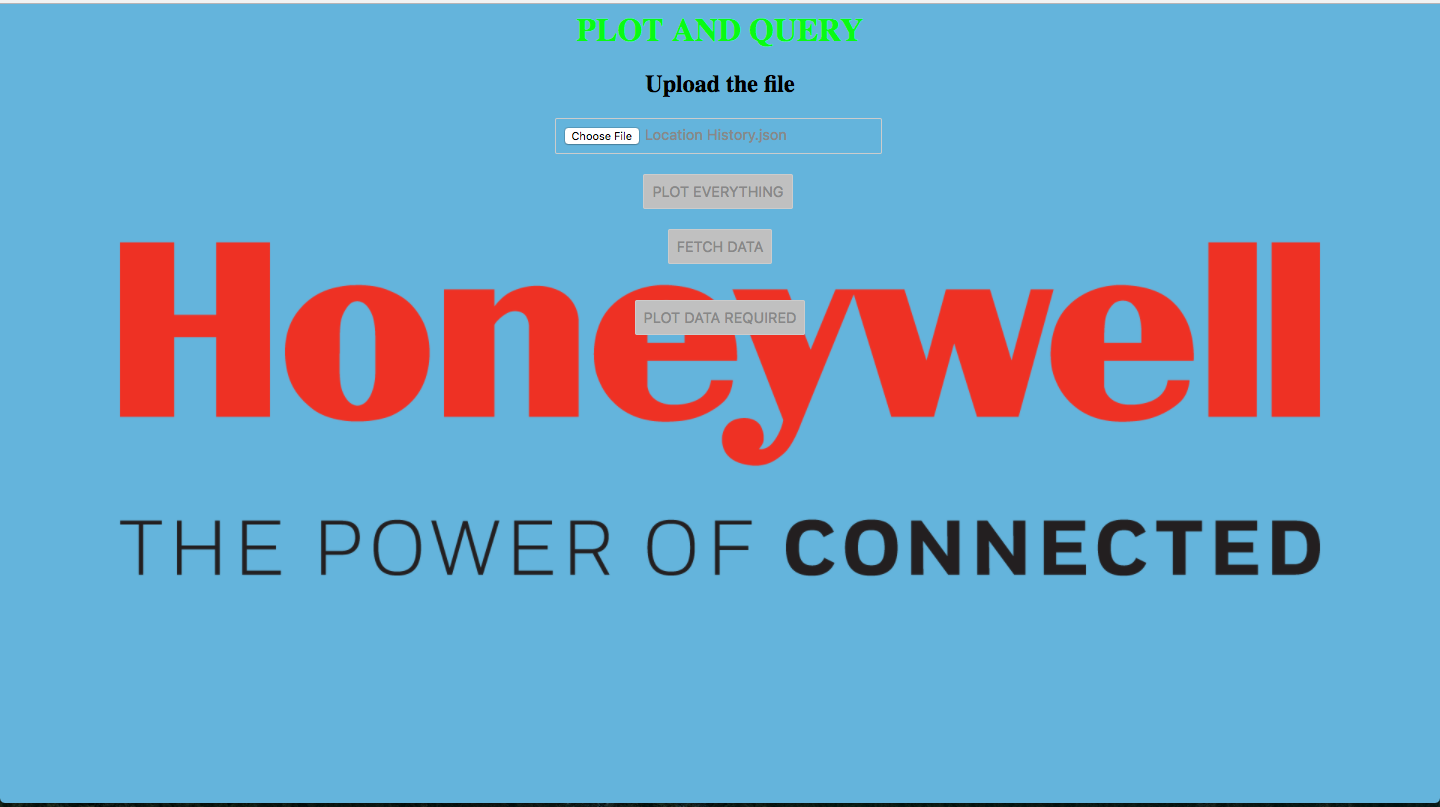 PLOT AND QUERY
Upload the file
Choose File Location History.json
PLOT EVERYTHING
FETCH DATA
PLOT DATA REQUIRED
Honeywell
THE POWER OF CONNECTED